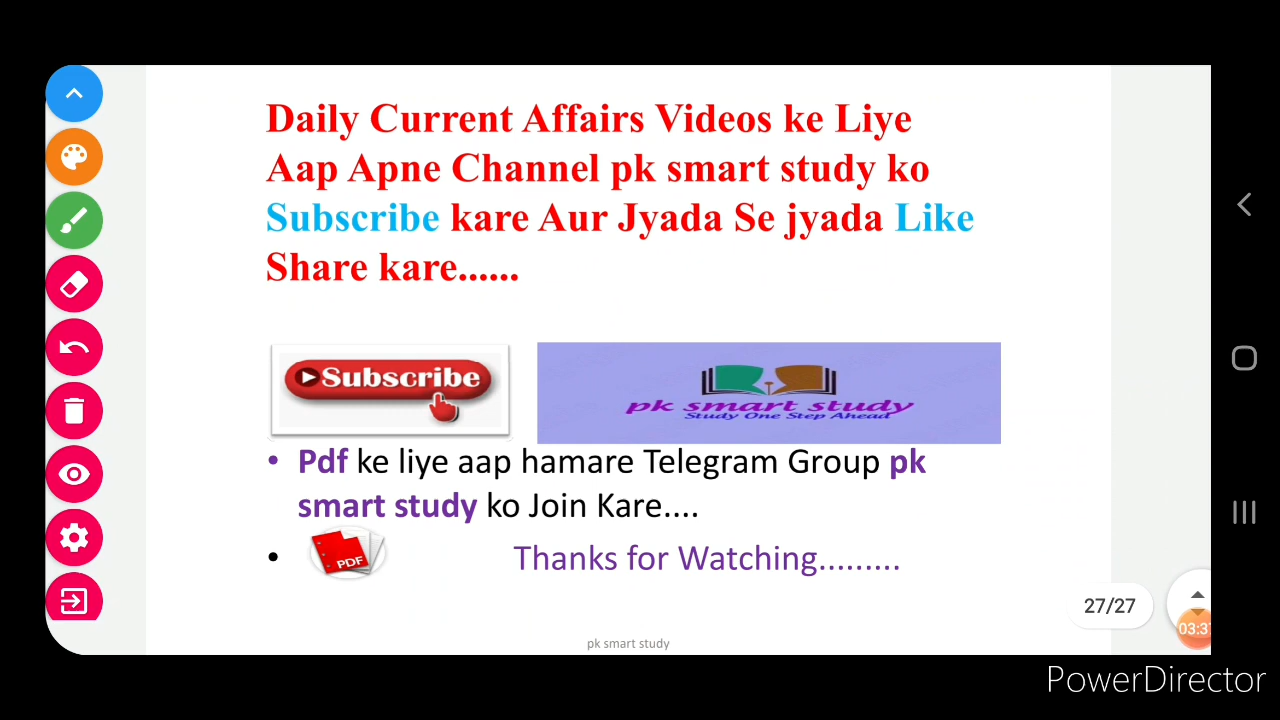 Daily Current Affairs Videos ke Liye
Aap Apne Channel pk smart study ko
Subscribe kare Aur Jyada Se jyada Like
Share kare......
Subscribe
pk smart study
Study One Step Ahead
• Pdf ke liye aap hamare Telegram Group pk
smart study ko Join Kare....
PDF
• Thanks for Watching.........
27/27
03:37
pk smart study
PowerDirector